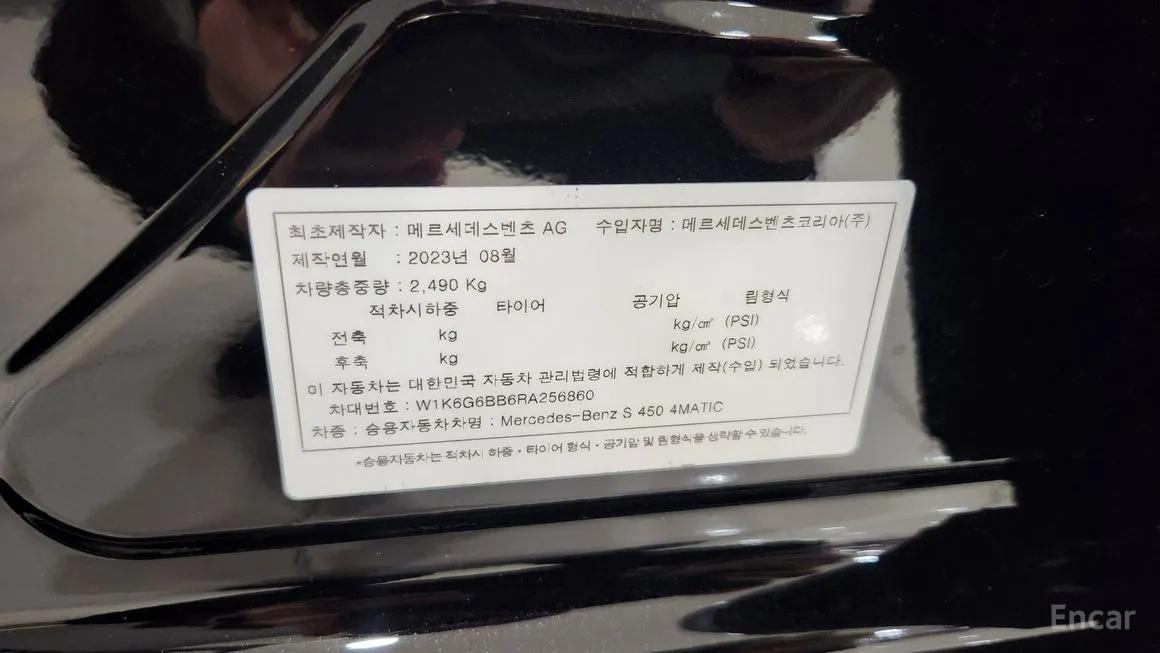 최초제작자 : 메르세데스벤츠 AG 수입자명 : 메르세데스벤츠코리아(주)
제작연월 : 2023년 08월
차량총중량 : 2,490 Kg
적차시하중 타이어 공기압 림형식
전축 kg kg/㎠ (PSI)
후축 kg kg/㎠ (PSI)
이 자동차는 대한민국 자동차 관리법령에 적합하게 제작(수입) 되었습니다.
차대번호 : W1K6G6BB6RA256860
차종 : 승용자동차차명 : Mercedes-Benz S 450 4MATIC
*승용자동차는 적차시 하중·타이어 형식·공기압 및 림형식을 생략할 수 있습니다.
Encar